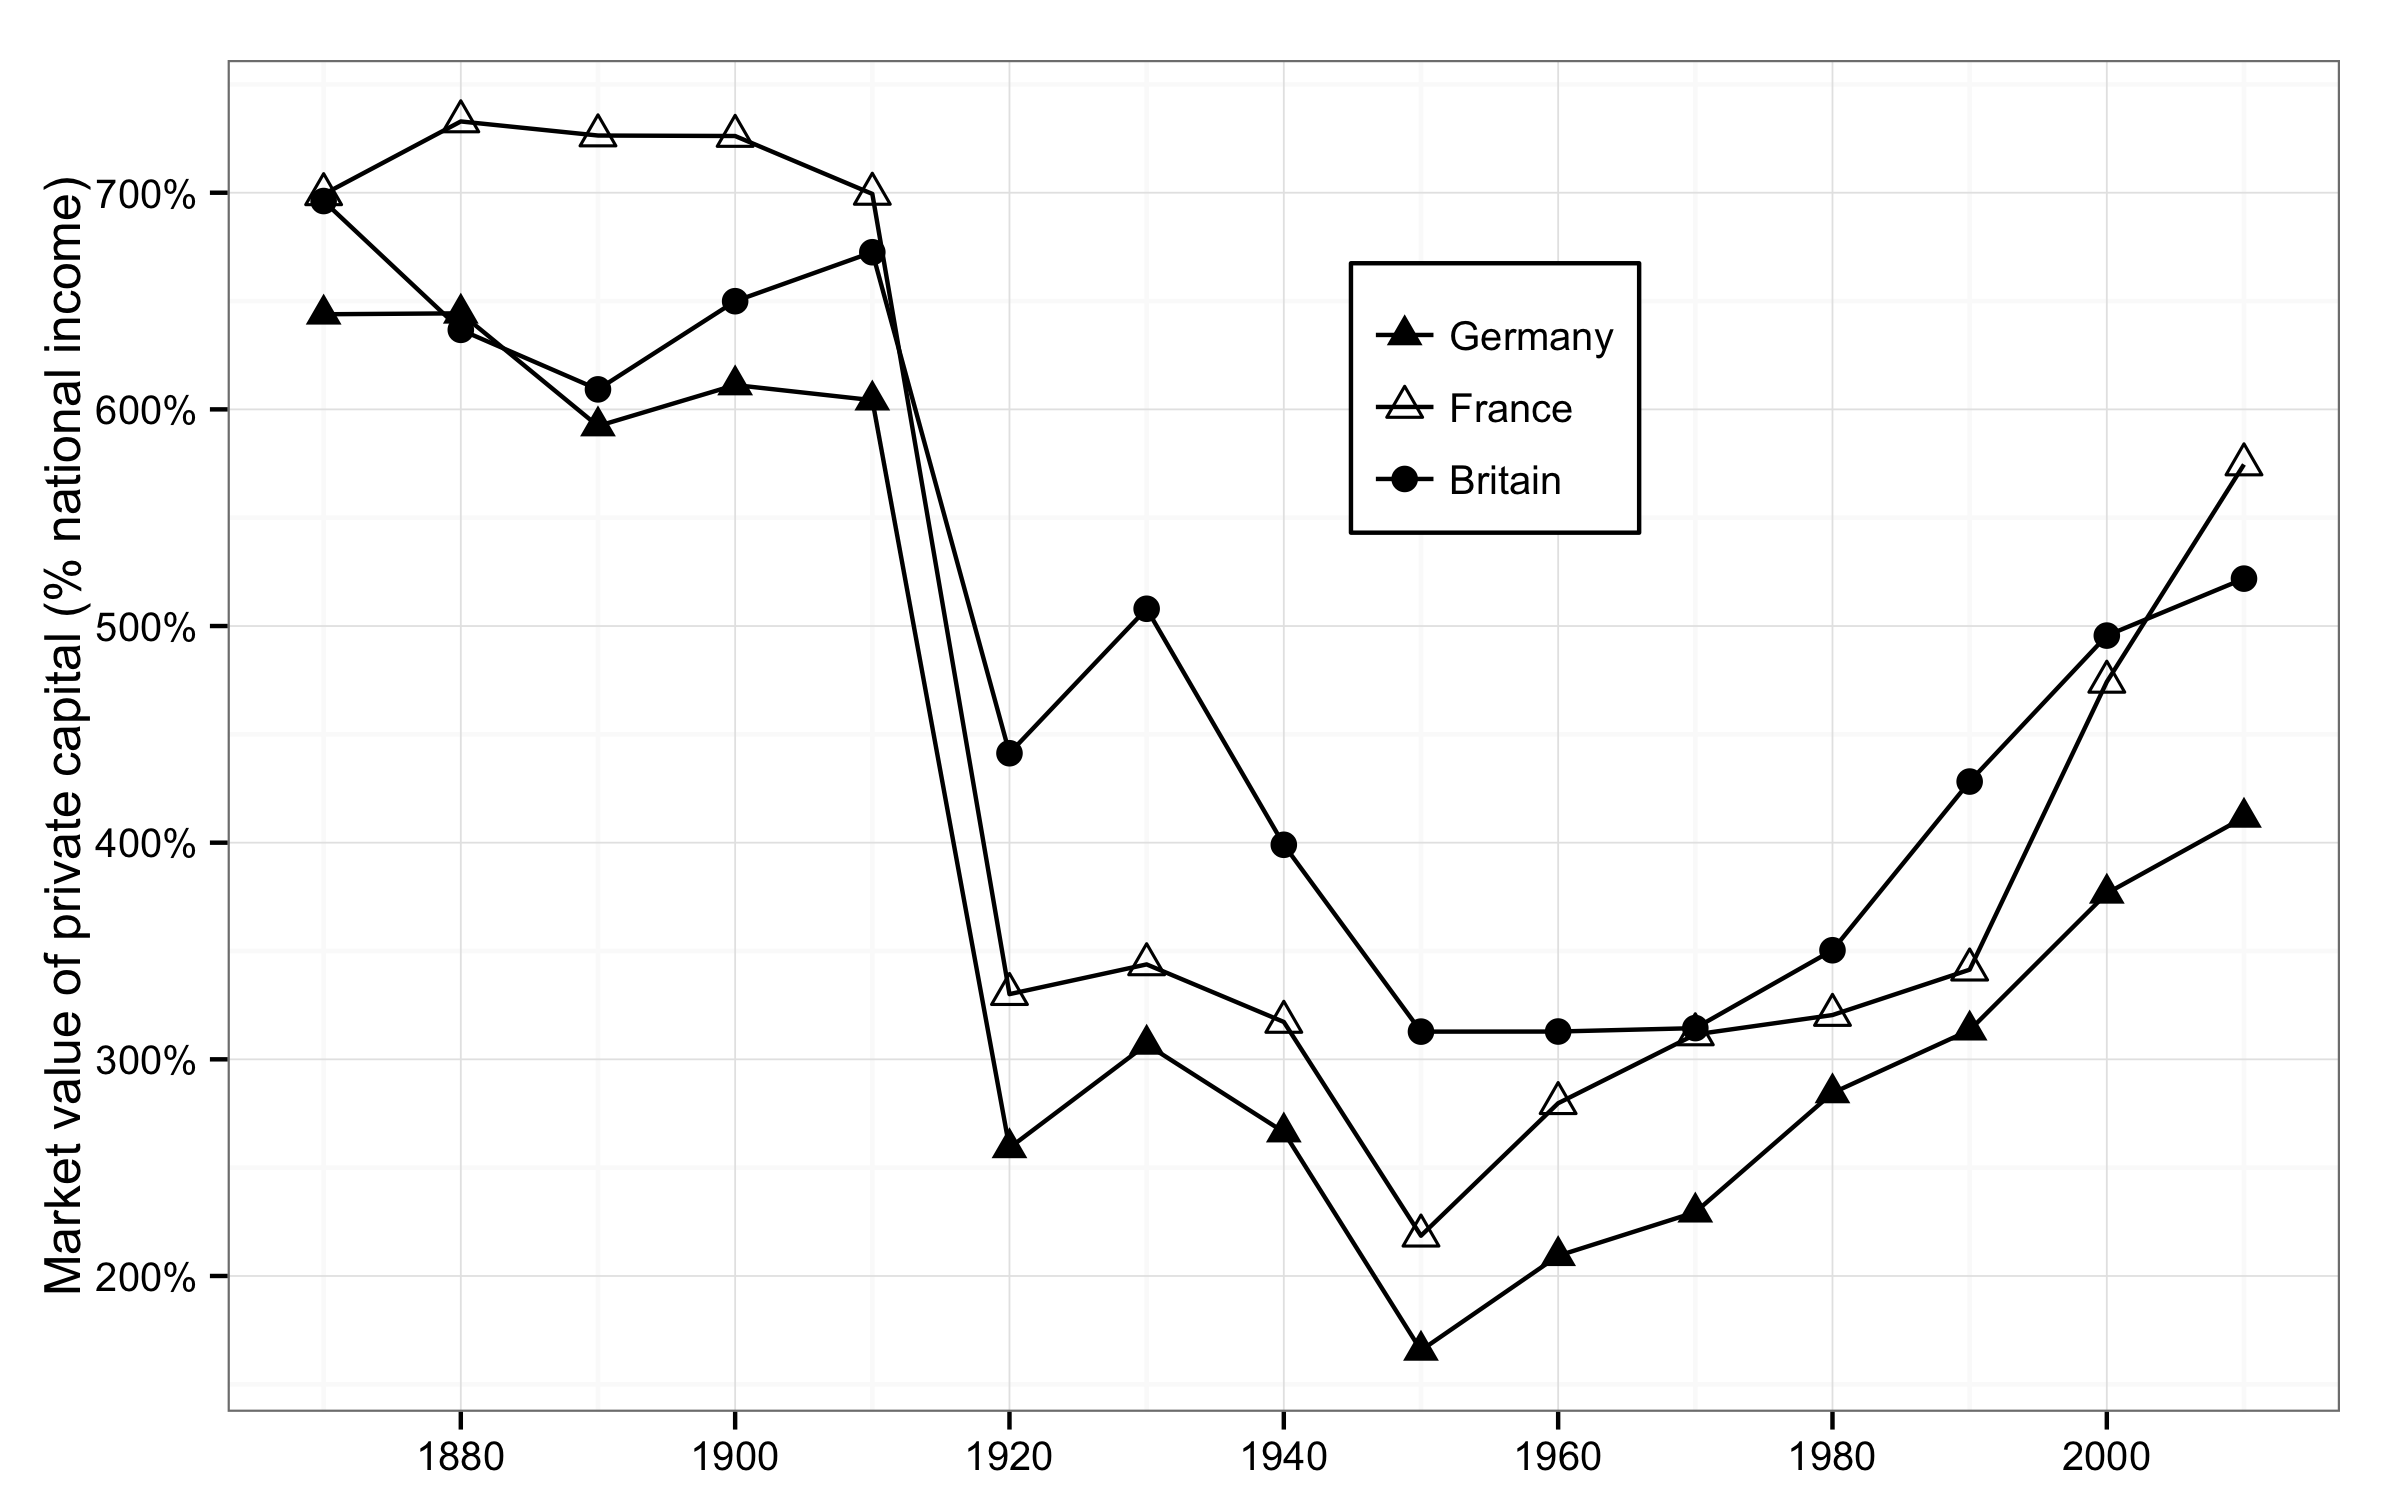 Market value of private capital (% national income)
700%
600%
500%
400%
300%
200%
Germany
France
Britain
1880 1900 1920 1940 1960 1980 2000